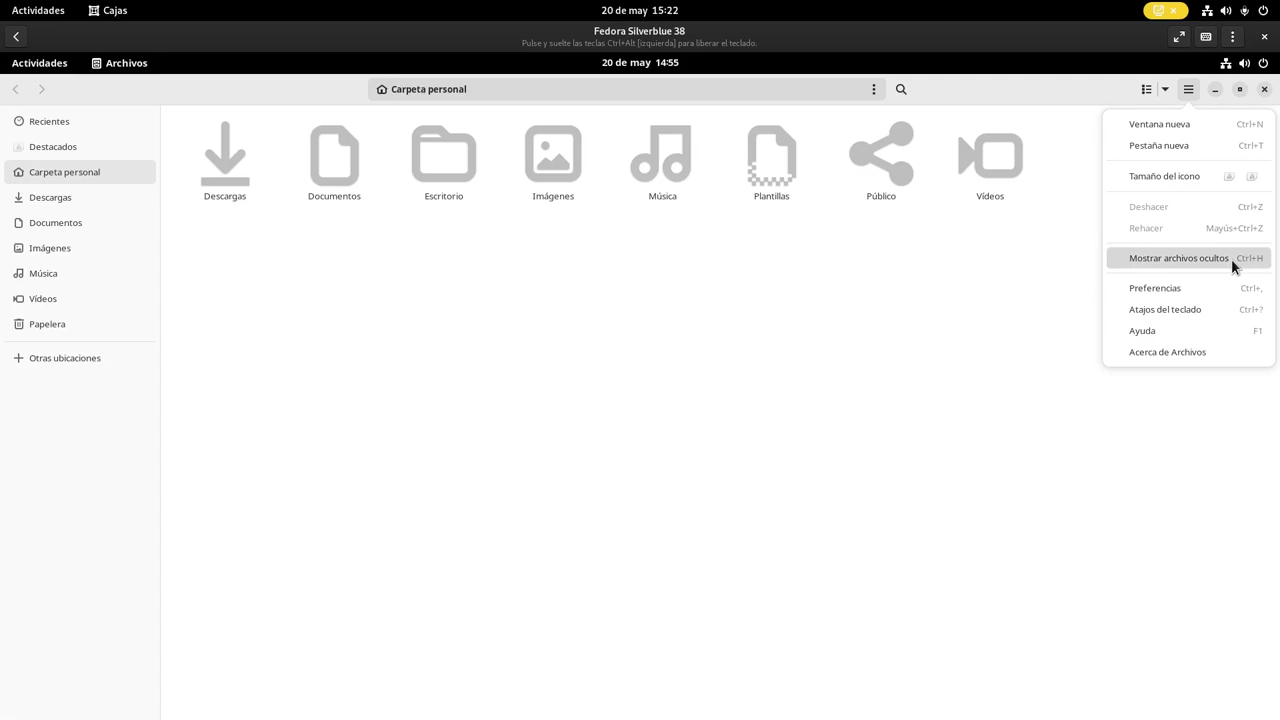 Actividades Cajas 20 de may 15:22
Fedora Silverblue 38
Pulse y suelte las teclas Ctrl+Alt [izquierda] para liberar el teclado.
Actividades Archivos 20 de may 14:55
Carpeta personal
Recientes
Destacados
Carpeta personal
Descargas
Documentos
Imágenes
Música
Vídeos
Papelera
Otras ubicaciones
Descargas Documentos Escritorio Imágenes Música Plantillas Público Vídeos
Ventana nueva Ctrl+N
Pestaña nueva Ctrl+T
Tamaño del icono
Deshacer Ctrl+Z
Rehacer Mayús+Ctrl+Z
Mostrar archivos ocultos Ctrl+H
Preferencias Ctrl+,
Atajos del teclado Ctrl+?
Ayuda F1
Acerca de Archivos